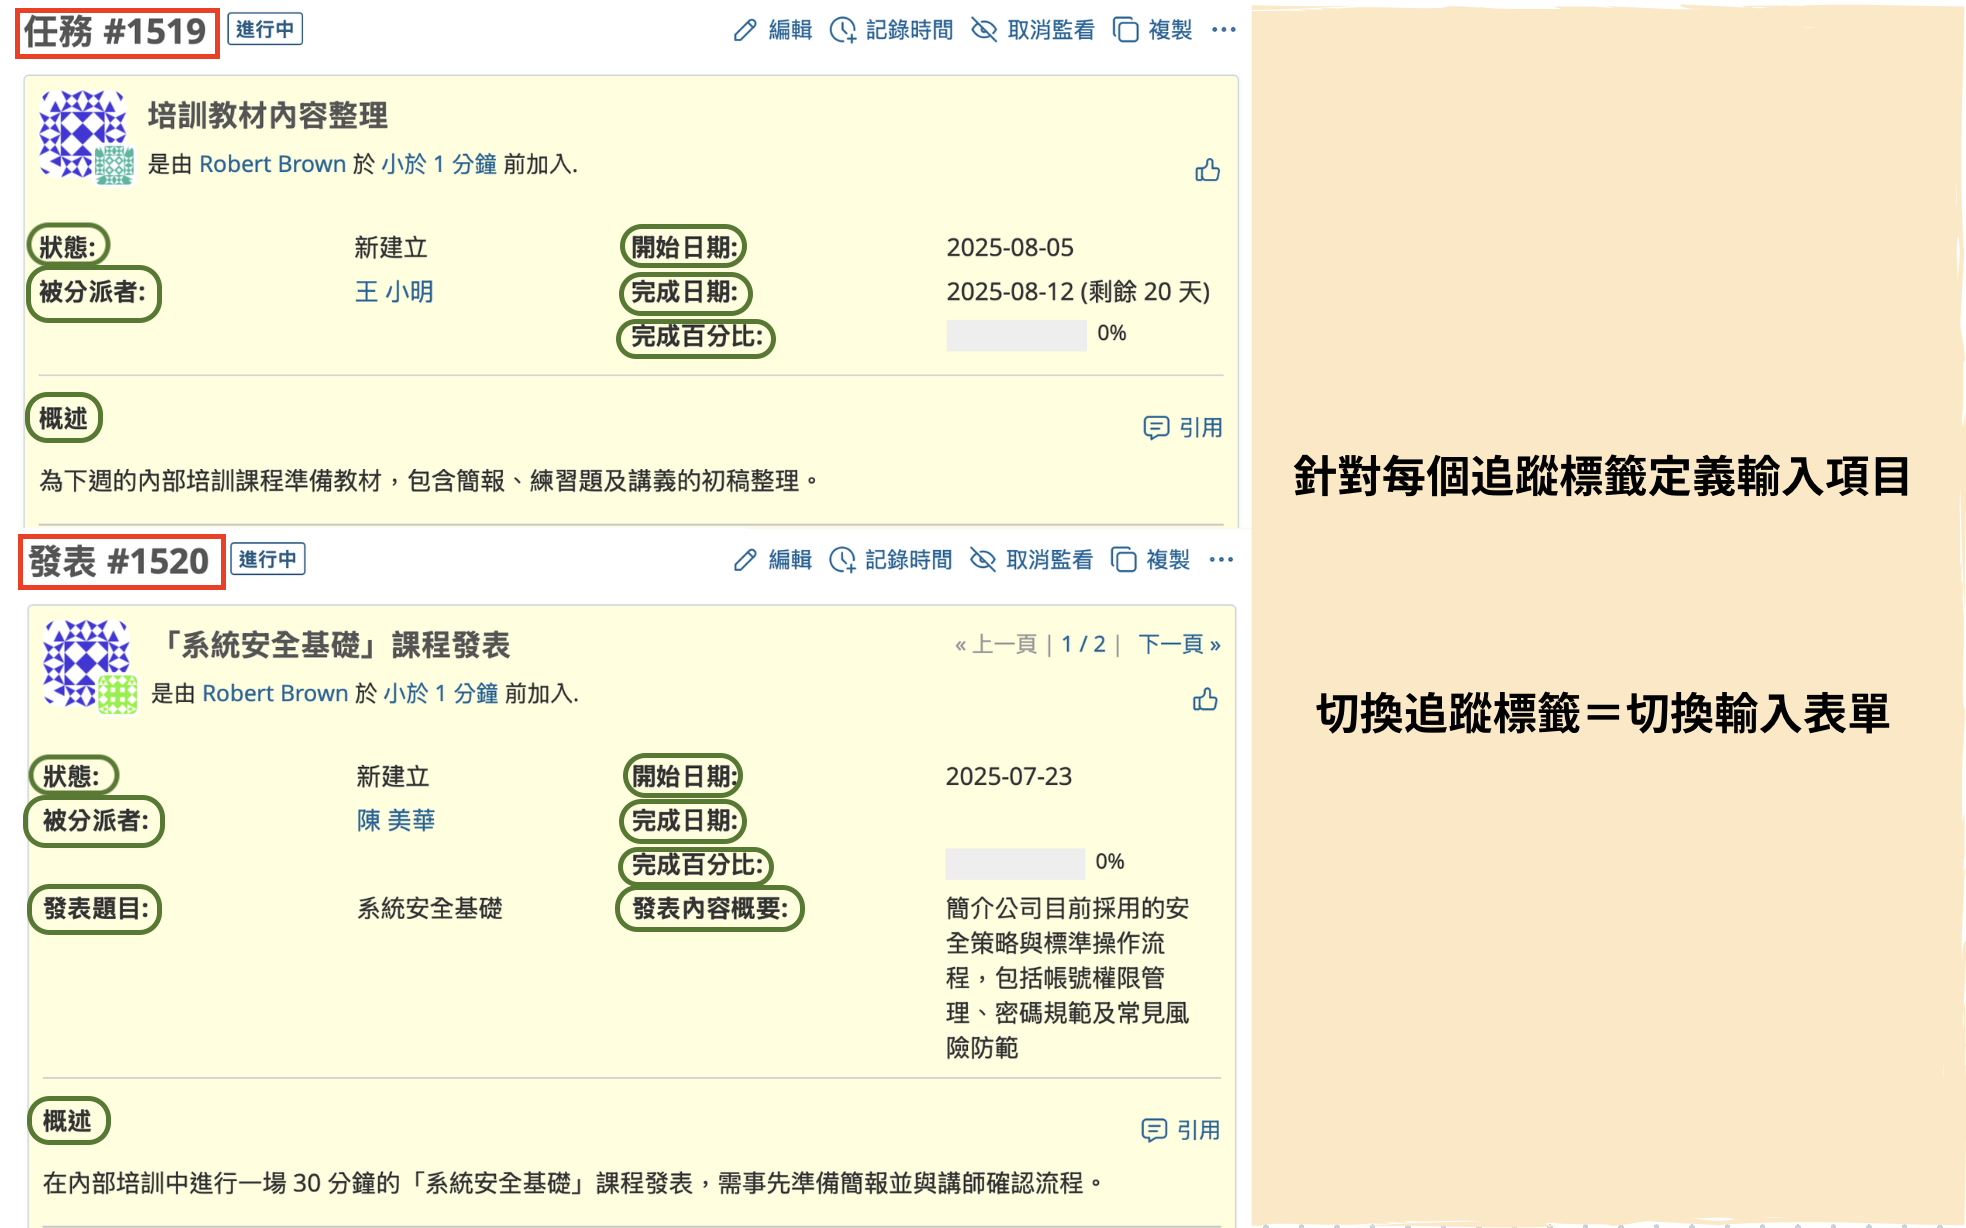 任務 #1519 進行中 編輯 記錄時間 取消監看 複製 •••
培訓教材內容整理
是由 Robert Brown 於 小於 1 分鐘 前加入.
狀態: 新建立 開始日期: 2025-08-05
被分派者: 王 小明 完成日期: 2025-08-12 (剩餘 20 天)
完成百分比: 0%
概述
引用
為下週的內部培訓課程準備教材，包含簡報、練習題及講義的初稿整理。
發表 #1520 進行中 編輯 記錄時間 取消監看 複製 •••
「系統安全基礎」課程發表
« 上一頁 | 1 / 2 | 下一頁 »
是由 Robert Brown 於 小於 1 分鐘 前加入.
狀態: 新建立 開始日期: 2025-07-23
被分派者: 陳 美華 完成日期:
完成百分比: 0%
發表題目: 系統安全基礎 發表內容概要: 簡介公司目前採用的安
全策略與標準操作流
程，包括帳號權限管
理、密碼規範及常見風
險防範
概述
引用
在內部培訓中進行一場 30 分鐘的「系統安全基礎」課程發表，需事先準備簡報並與講師確認流程。
針對每個追蹤標籤定義輸入項目
切換追蹤標籤＝切換輸入表單